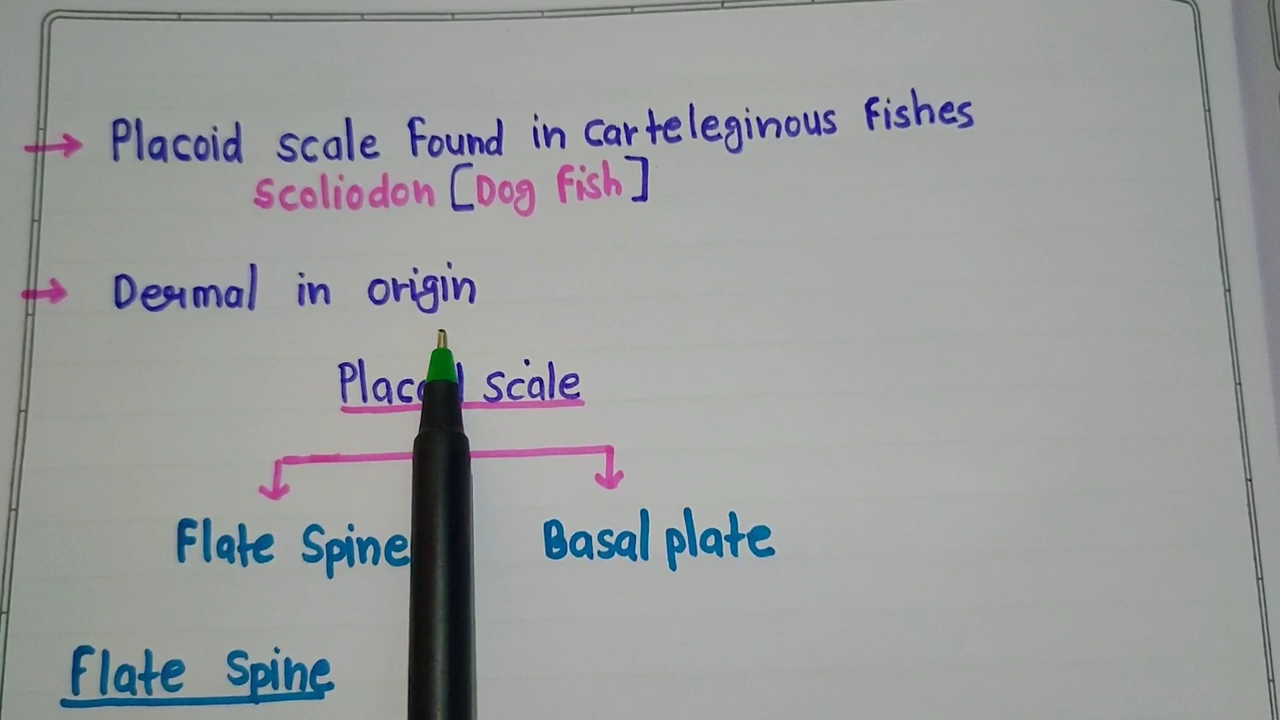 → Placoid scale Found in carteleginous Fishes
Scoliodon [Dog Fish]
→ Dermal in origin
scale
Flate Spine Basal plate
Flate Spine